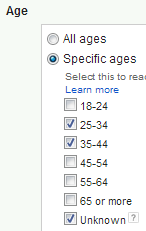 Age
All ages
Specific ages
Select this to rea
Learn more
18-24
25-34
35-44
45-54
55-64
65 or more
Unknown ?